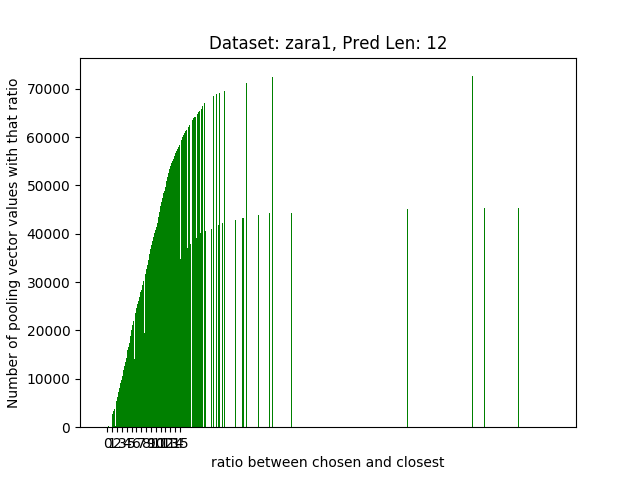 Dataset: zara1, Pred Len: 12
Number of pooling vector values with that ratio
70000
60000
50000
40000
30000
20000
10000
0
ratio between chosen and closest